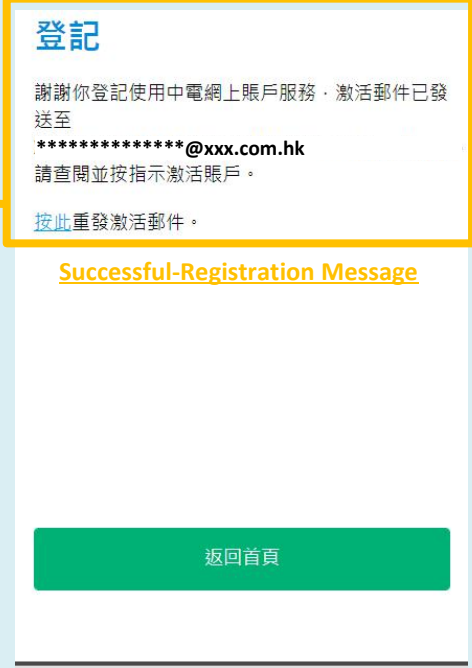 登記
謝謝你登記使用中電網上賬戶服務，激活郵件已發
送至
**************@xxx.com.hk
請查閱並按指示激活賬戶。
按此重發激活郵件。
Successful-Registration Message
返回首頁